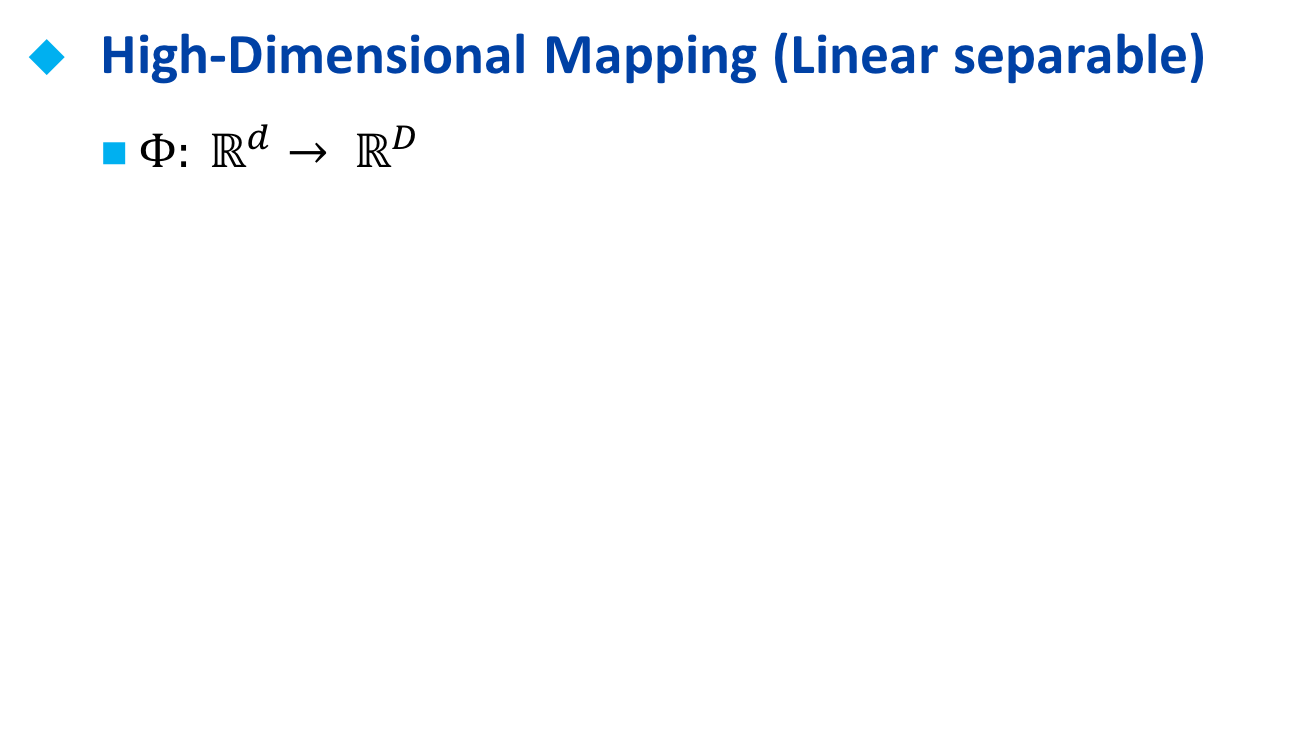 High-Dimensional Mapping (Linear separable)
Φ: ℝ^d → ℝ^D